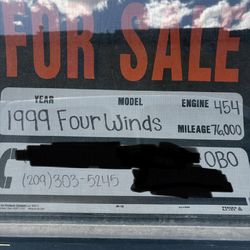 FOR SALE
YEAR MODEL ENGINE 454
1999 Four Winds MILEAGE 76,000
OBO
(209) 303-5245